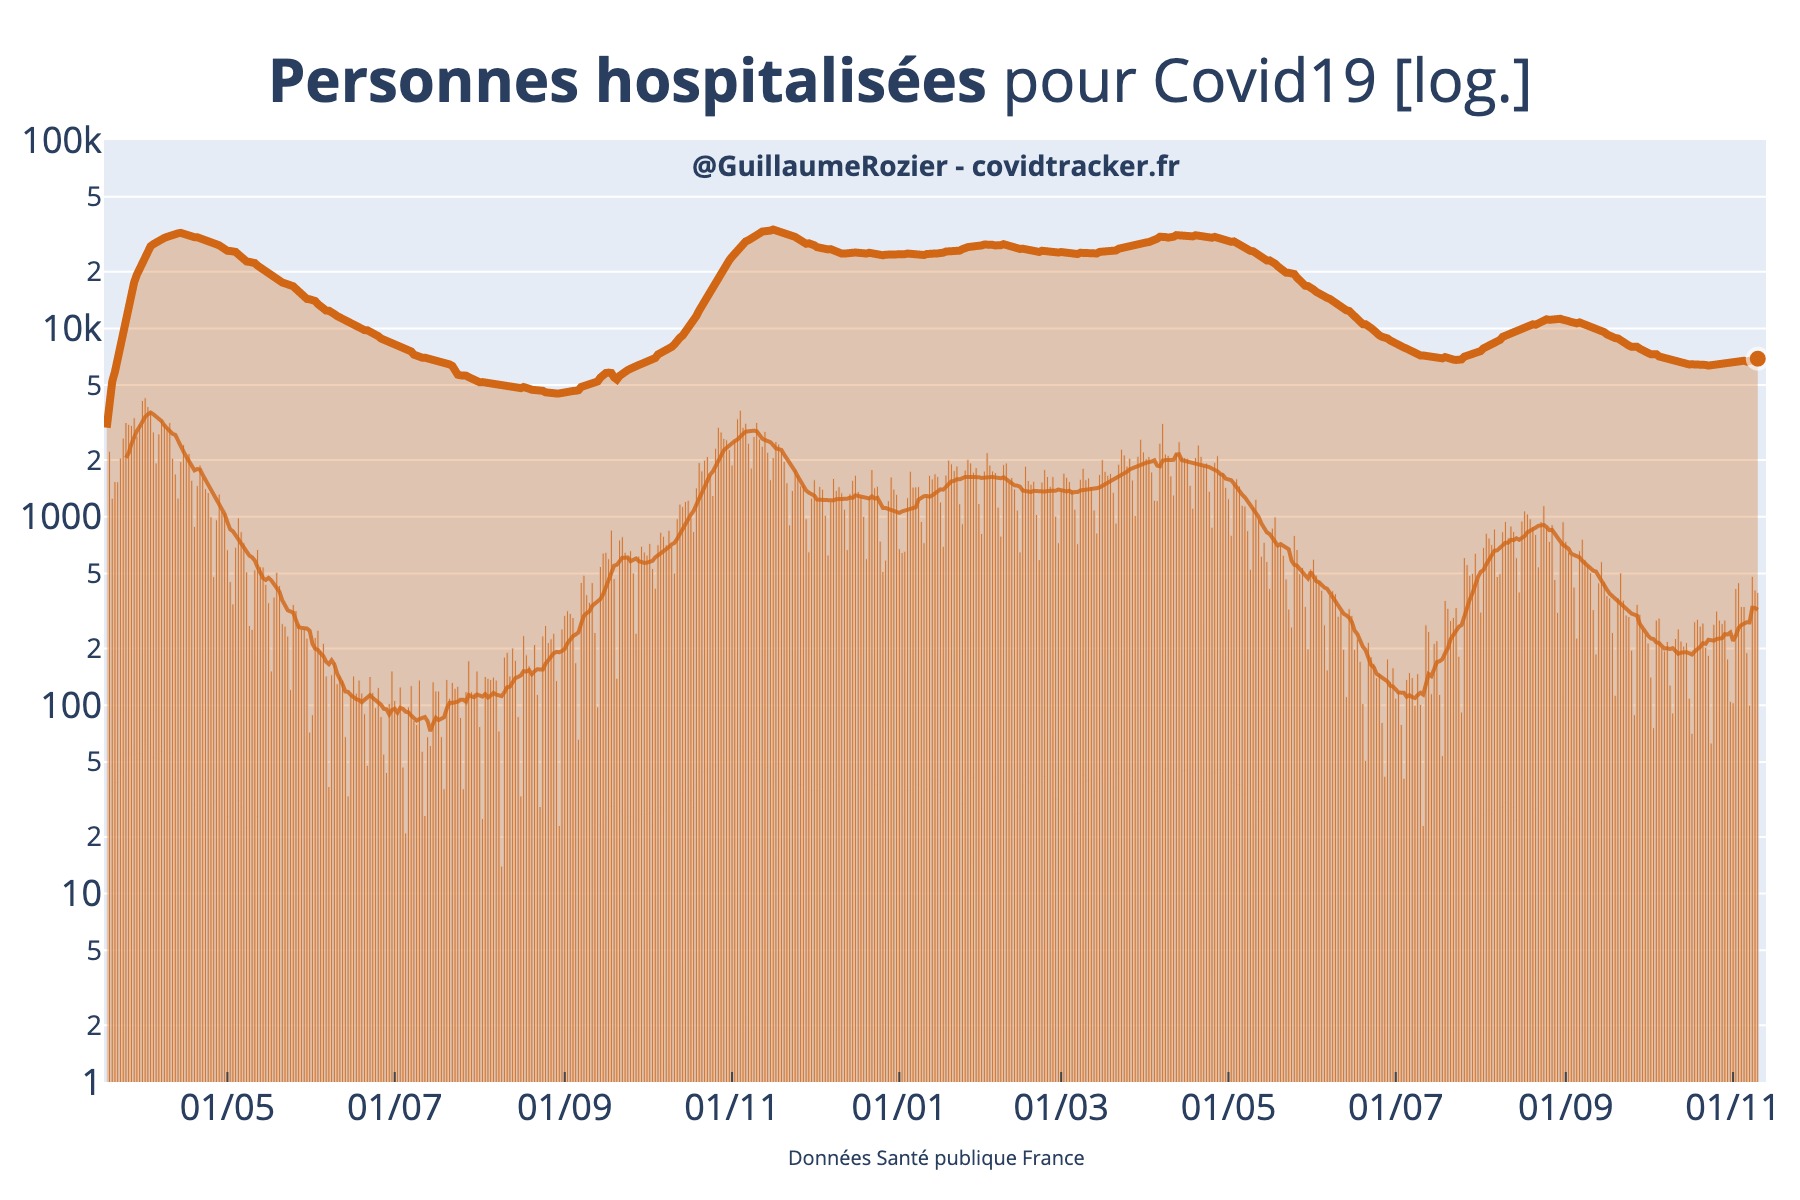 Personnes hospitalisées pour Covid19 [log.]
@GuillaumeRozier - covidtracker.fr
100k
5
2
10k
5
2
1000
5
2
100
5
2
10
5
2
1
01/05 01/07 01/09 01/11 01/01 01/03 01/05 01/07 01/09 01/11
Données Santé publique France